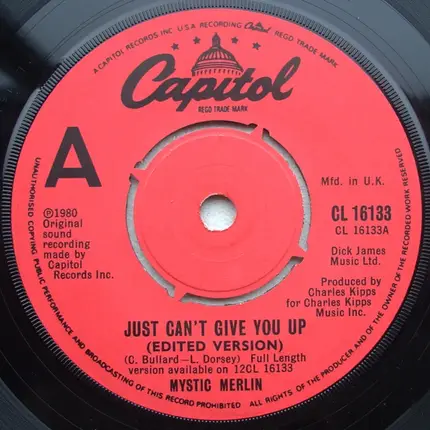 A CAPITOL RECORDS INC. U.S.A. CAPITOL REGD TRADE MARK
Capitol
REGD TRADE MARK
A
Mfd. in U.K.
℗1980
Original
sound
recording
made by
Capitol
Records Inc.
CL 16133
CL 16133A
Dick James
Music Ltd.
Produced by
Charles Kipps
for Charles Kipps
Music Inc.
JUST CAN'T GIVE YOU UP
(EDITED VERSION)
(C. Bullard—L. Dorsey) Full Length
version available on 12CL 16133
MYSTIC MERLIN
UNAUTHORISED COPYING PUBLIC PERFORMANCE AND BROADCASTING OF THIS RECORD PROHIBITED. ALL RIGHTS OF THE PRODUCER AND OF THE OWNER OF THE RECORDED WORK RESERVED